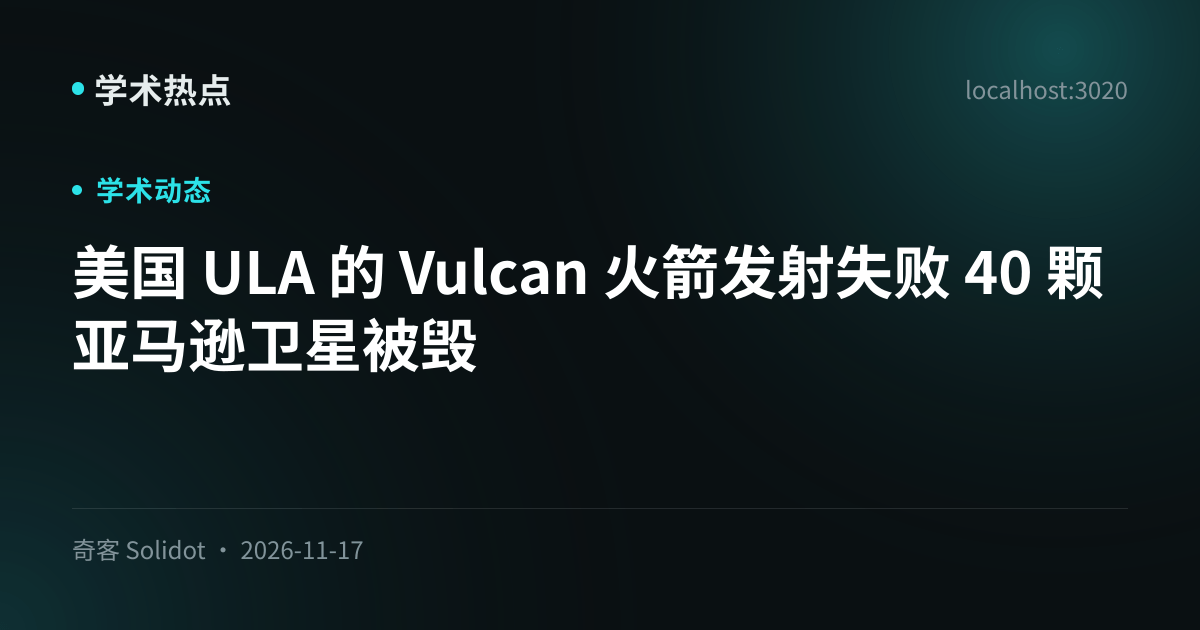 学术热点
localhost:3020
学术动态
美国 ULA 的 Vulcan 火箭发射失败 40 颗
亚马逊卫星被毁
奇客 Solidot · 2026-11-17